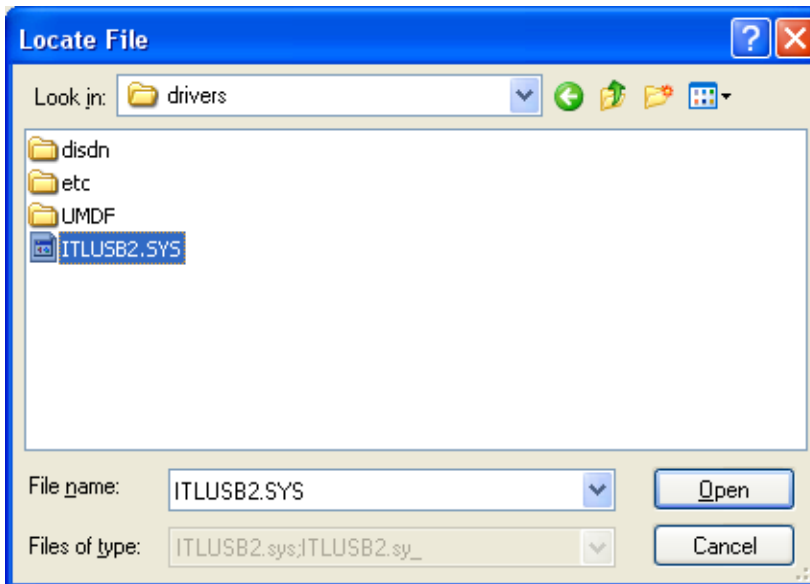 Locate File
Look in: drivers
disdn
etc
UMDF
ITLUSB2.SYS
File name: ITLUSB2.SYS Open
Files of type: ITLUSB2.sys;ITLUSB2.sy_ Cancel